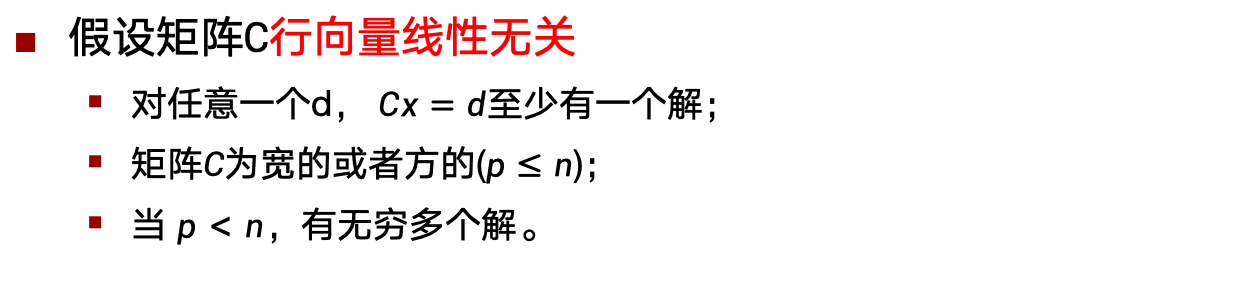 假设矩阵C行向量线性无关
对任意一个d， Cx = d至少有一个解；
矩阵C为宽的或者方的(p ≤ n)；
当 p < n，有无穷多个解。